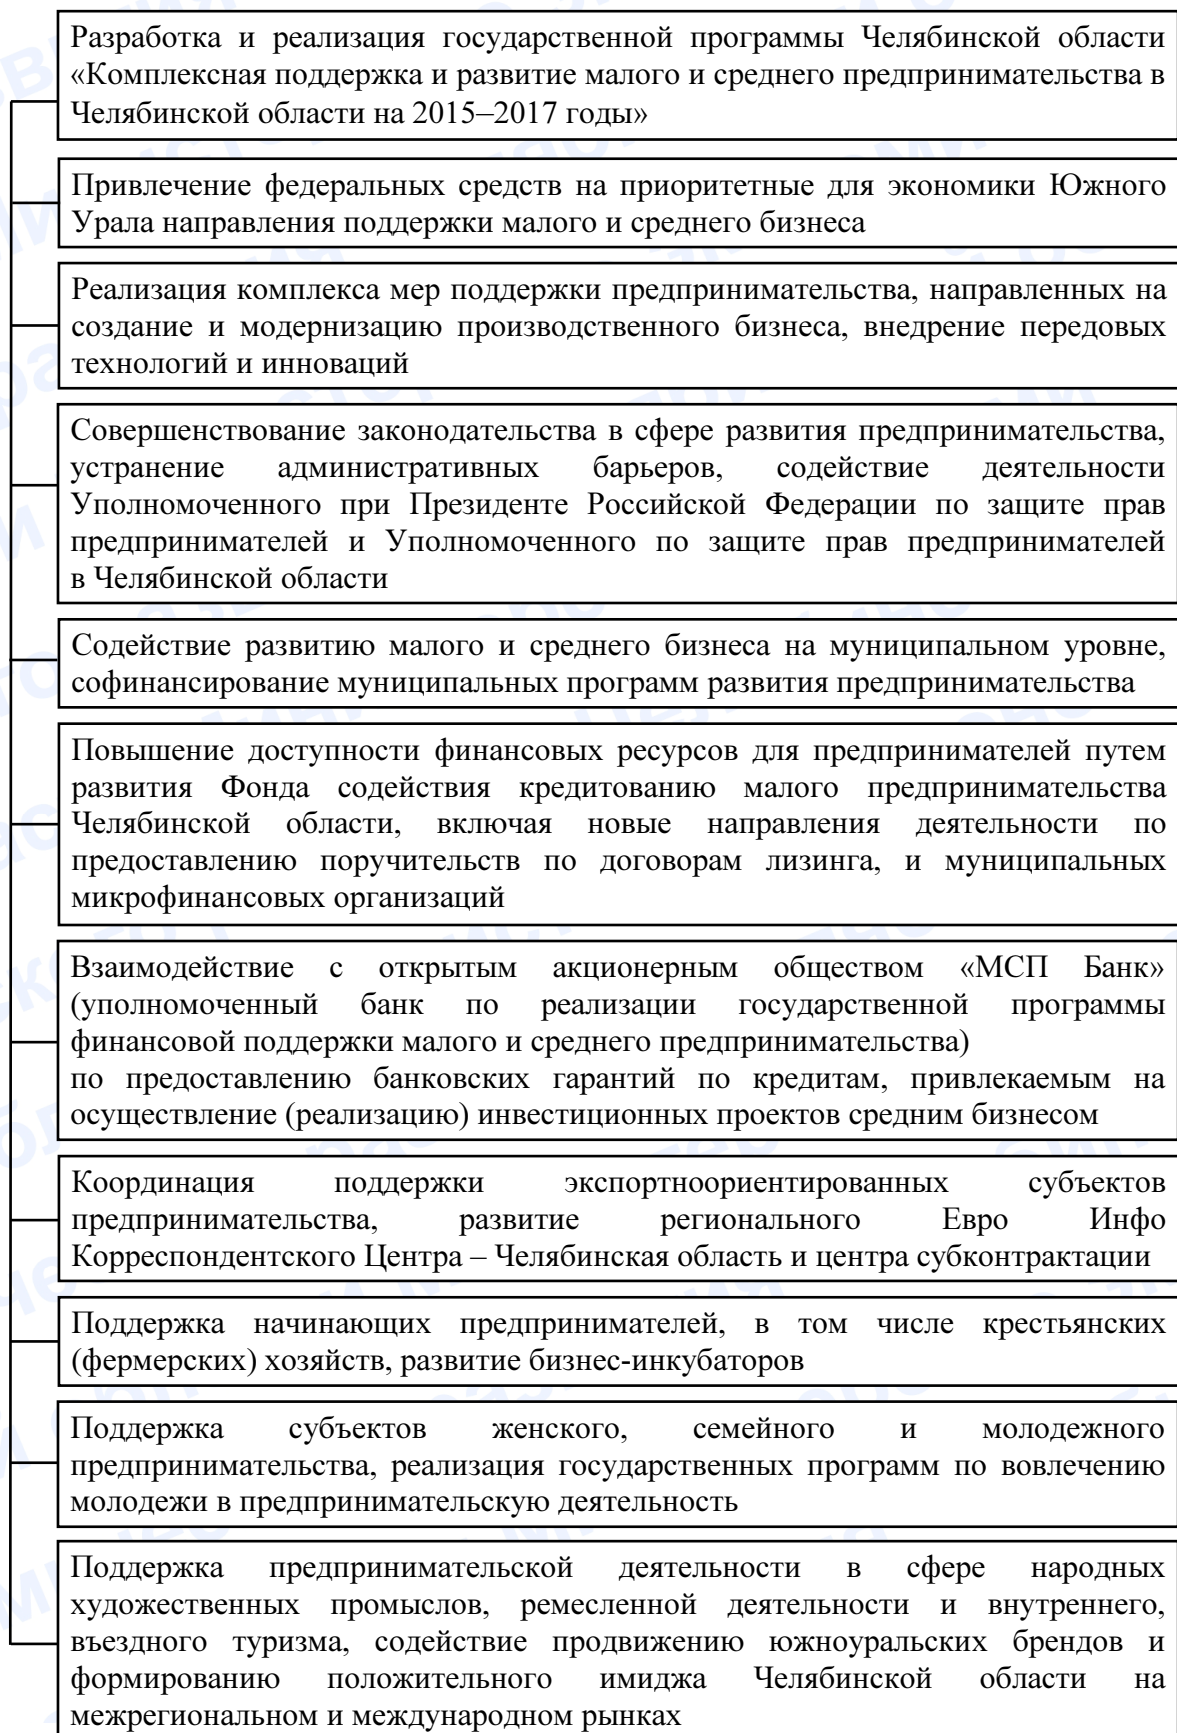 Разработка и реализация государственной программы Челябинской области
«Комплексная поддержка и развитие малого и среднего предпринимательства в
Челябинской области на 2015–2017 годы»
Привлечение федеральных средств на приоритетные для экономики Южного
Урала направления поддержки малого и среднего бизнеса
Реализация комплекса мер поддержки предпринимательства, направленных на
создание и модернизацию производственного бизнеса, внедрение передовых
технологий и инноваций
Совершенствование законодательства в сфере развития предпринимательства,
устранение административных барьеров, содействие деятельности
Уполномоченного при Президенте Российской Федерации по защите прав
предпринимателей и Уполномоченного по защите прав предпринимателей
в Челябинской области
Содействие развитию малого и среднего бизнеса на муниципальном уровне,
софинансирование муниципальных программ развития предпринимательства
Повышение доступности финансовых ресурсов для предпринимателей путем
развития Фонда содействия кредитованию малого предпринимательства
Челябинской области, включая новые направления деятельности по
предоставлению поручительств по договорам лизинга, и муниципальных
микрофинансовых организаций
Взаимодействие с открытым акционерным обществом «МСП Банк»
(уполномоченный банк по реализации государственной программы
финансовой поддержки малого и среднего предпринимательства)
по предоставлению банковских гарантий по кредитам, привлекаемым на
осуществление (реализацию) инвестиционных проектов средним бизнесом
Координация поддержки экспортноориентированных субъектов
предпринимательства, развитие регионального Евро Инфо
Корреспондентского Центра – Челябинская область и центра субконтрактации
Поддержка начинающих предпринимателей, в том числе крестьянских
(фермерских) хозяйств, развитие бизнес-инкубаторов
Поддержка субъектов женского, семейного и молодежного
предпринимательства, реализация государственных программ по вовлечению
молодежи в предпринимательскую деятельность
Поддержка предпринимательской деятельности в сфере народных
художественных промыслов, ремесленной деятельности и внутреннего,
въездного туризма, содействие продвижению южноуральских брендов и
формированию положительного имиджа Челябинской области на
межрегиональном и международном рынках